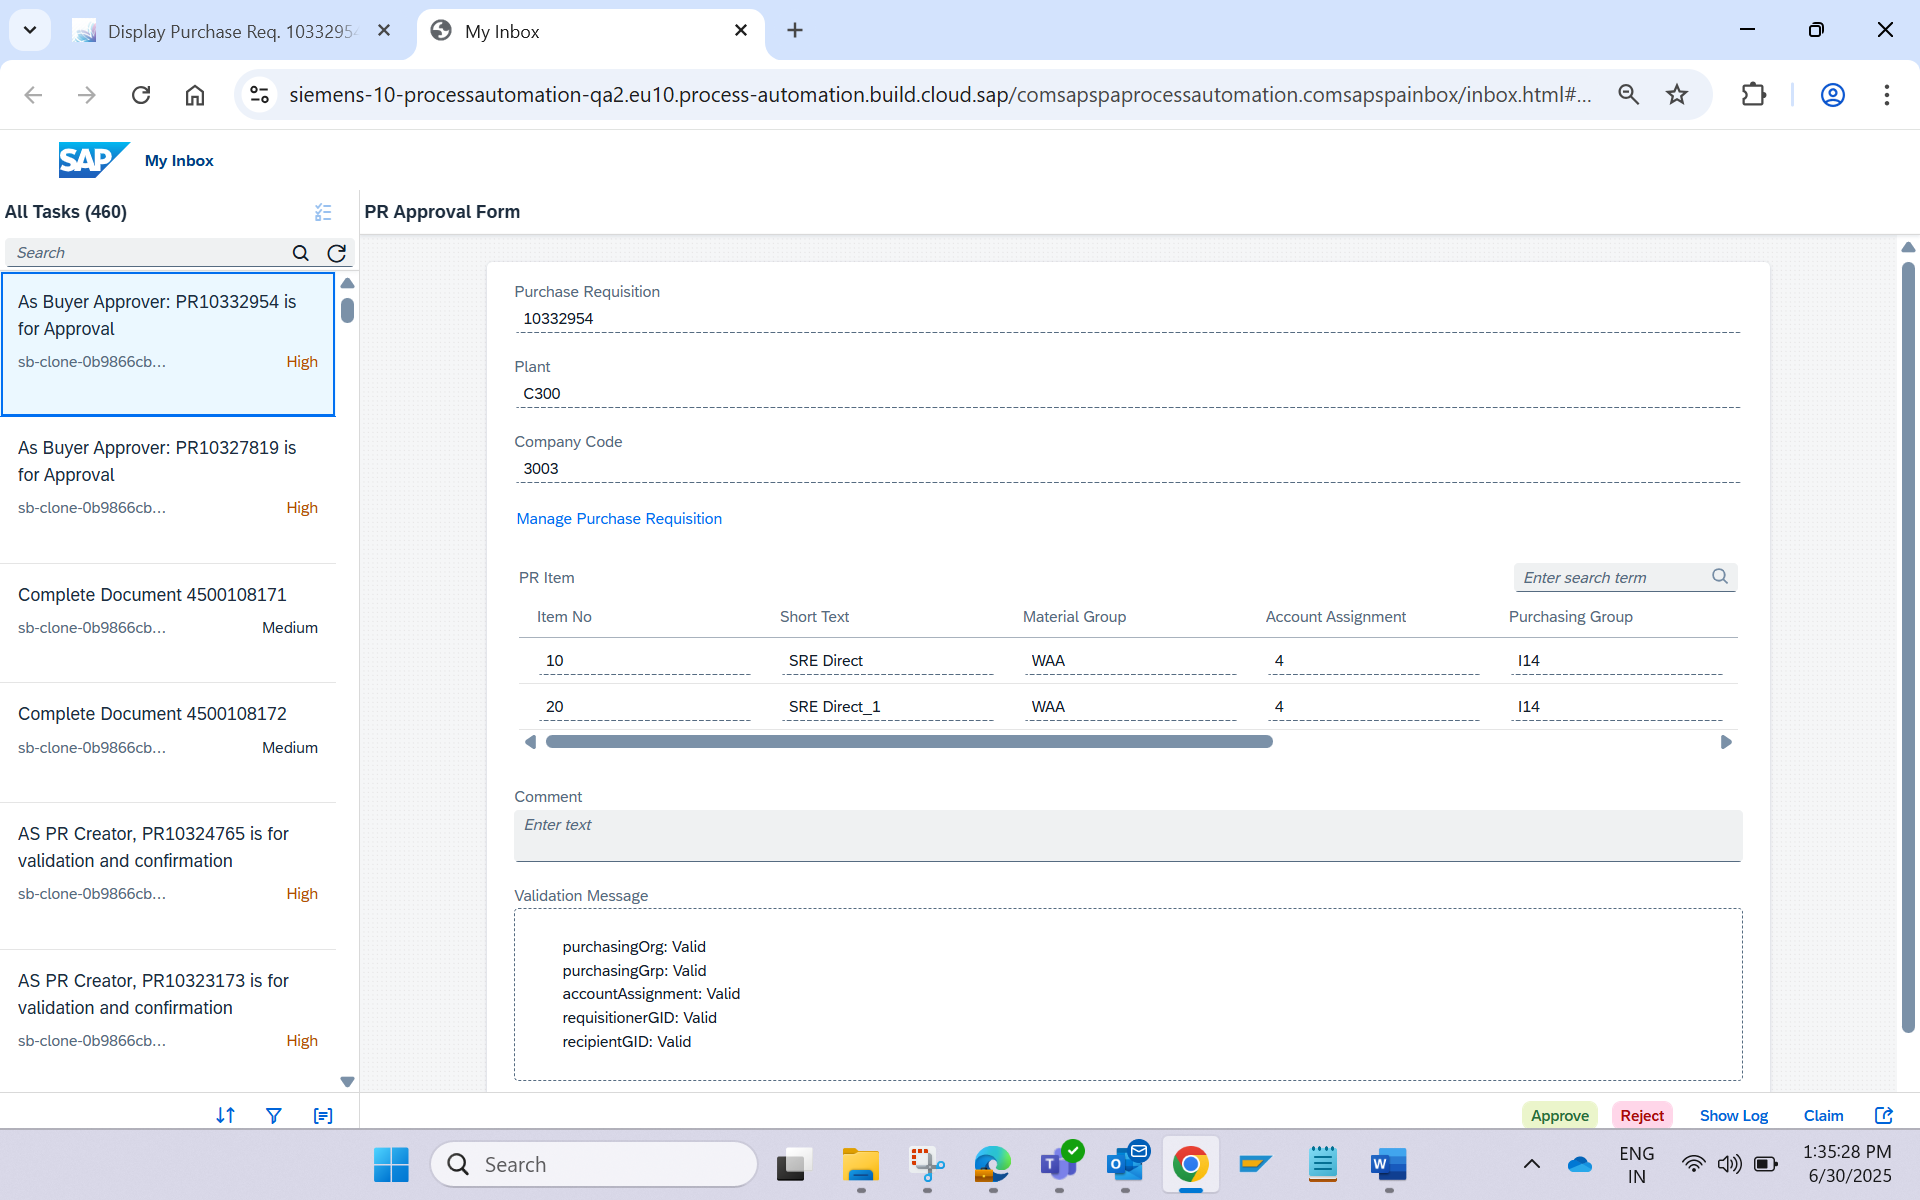 Display Purchase Req. 10332954
My Inbox
siemens-10-processautomation-qa2.eu10.process-automation.build.cloud.sap/comsapspaprocessautomation.comsapspainbox/inbox.html#...
SAP
My Inbox
All Tasks (460)
Search
As Buyer Approver: PR10332954 is
for Approval
sb-clone-0b9866cb...
High
As Buyer Approver: PR10327819 is
for Approval
sb-clone-0b9866cb...
High
Complete Document 4500108171
sb-clone-0b9866cb...
Medium
Complete Document 4500108172
sb-clone-0b9866cb...
Medium
AS PR Creator, PR10324765 is for
validation and confirmation
sb-clone-0b9866cb...
High
AS PR Creator, PR10323173 is for
validation and confirmation
sb-clone-0b9866cb...
High
PR Approval Form
Purchase Requisition
10332954
Plant
C300
Company Code
3003
Manage Purchase Requisition
PR Item
Enter search term
Item No Short Text Material Group Account Assignment Purchasing Group
10 SRE Direct WAA 4 I14
20 SRE Direct_1 WAA 4 I14
Comment
Enter text
Validation Message
purchasingOrg: Valid
purchasingGrp: Valid
accountAssignment: Valid
requisitionerGID: Valid
recipientGID: Valid
Approve Reject Show Log Claim
Search
ENG
IN
1:35:28 PM
6/30/2025